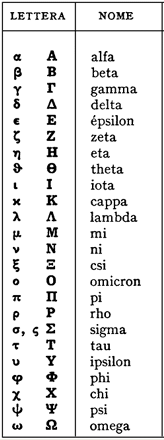 LETTERA NOME
α Α alfa
β Β beta
γ Γ gamma
δ Δ delta
ϵ Ε épsilon
ζ Ζ zeta
η Η eta
ϑ Θ theta
ι Ι iota
ϰ Κ cappa
λ Λ lambda
μ Μ mi
ν Ν ni
ξ Ξ csi
ο Ο omicron
π Π pi
ρ Ρ rho
σ, ς Σ sigma
τ Τ tau
υ Υ ipsilon
φ Φ phi
χ Χ chi
ψ Ψ psi
ω Ω omega